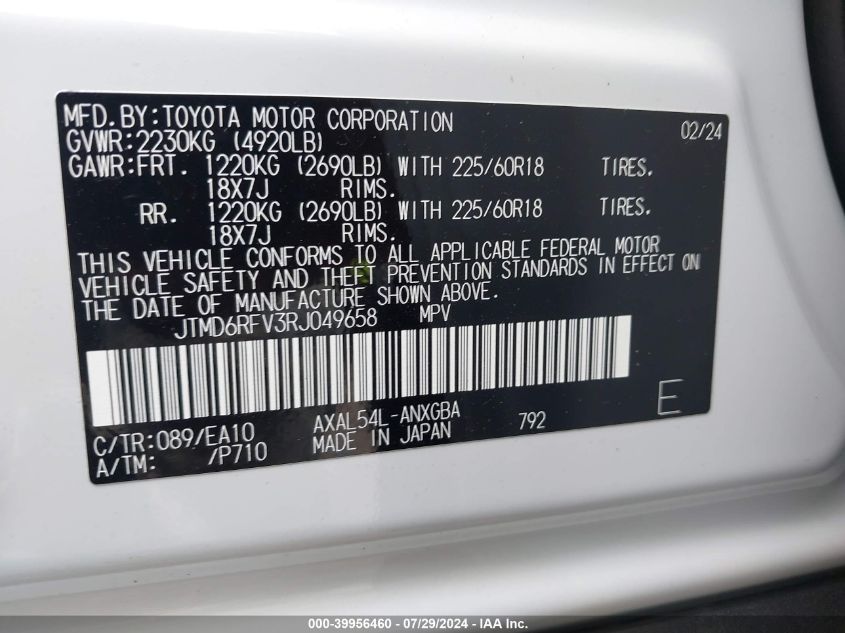 MFD.BY:TOYOTA MOTOR CORPORATION 02/24
GVWR:2230KG (4920LB)
GAWR:FRT. 1220KG (2690LB) WITH 225/60R18 TIRES.
18X7J RIMS.
RR. 1220KG (2690LB) WITH 225/60R18 TIRES.
18X7J RIMS.
THIS VEHICLE CONFORMS TO ALL APPLICABLE FEDERAL MOTOR
VEHICLE SAFETY AND THEFT PREVENTION STANDARDS IN EFFECT ON
THE DATE OF MANUFACTURE SHOWN ABOVE.
JTMD6RFV3RJ049658 MPV
C/TR:089/EA10 AXAL54L-ANXGBA 792 E
A/TM: /P710 MADE IN JAPAN
000-39956460 - 07/29/2024 - IAA Inc.